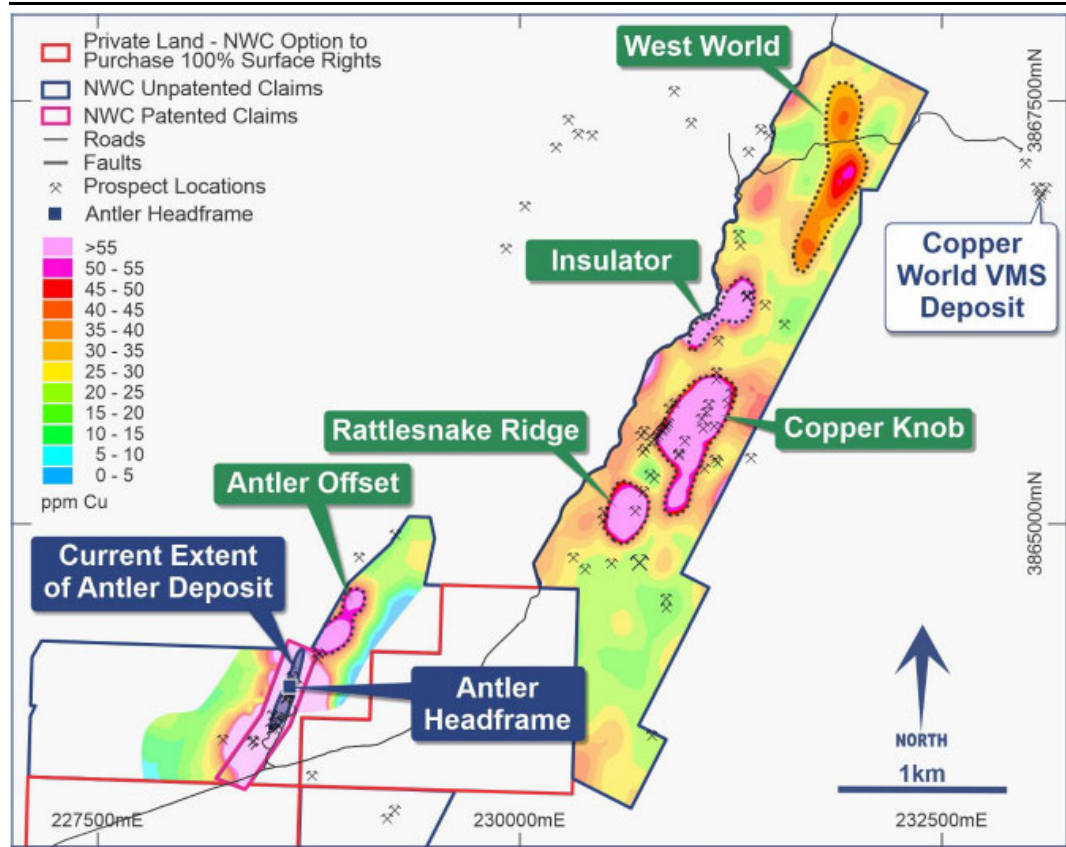 Private Land - NWC Option to
Purchase 100% Surface Rights
NWC Unpatented Claims
NWC Patented Claims
Roads
Faults
Prospect Locations
Antler Headframe
>55
50 - 55
45 - 50
40 - 45
35 - 40
30 - 35
25 - 30
20 - 25
15 - 20
10 - 15
5 - 10
0 - 5
ppm Cu
West World
3867500mN
Insulator
Copper
World VMS
Deposit
Rattlesnake Ridge
Copper Knob
Antler Offset
3865000mN
Current Extent
of Antler Deposit
Antler
Headframe
NORTH
1km
227500mE
230000mE
232500mE